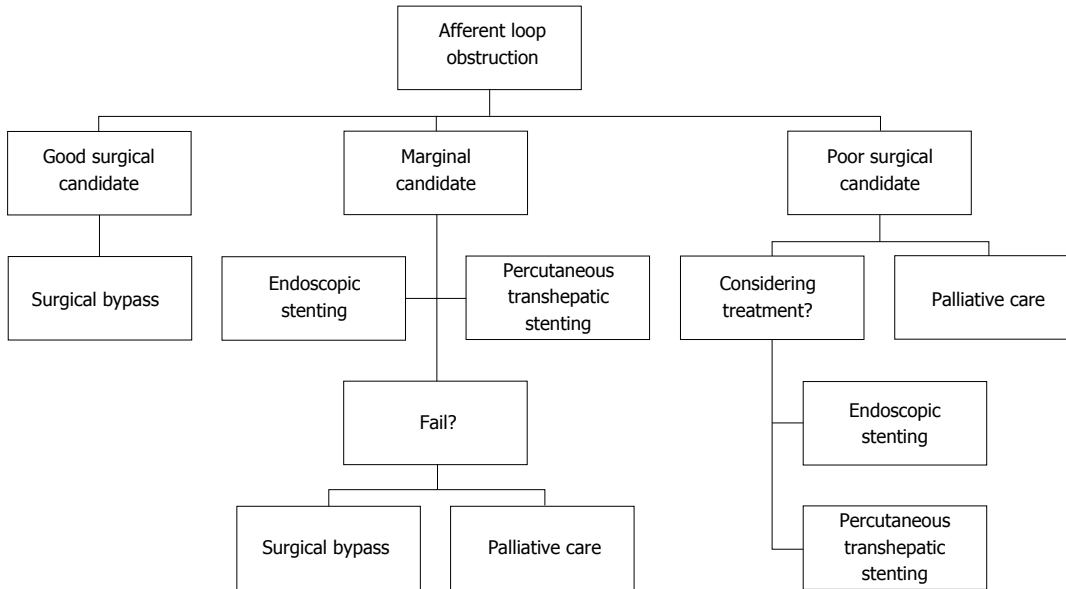 Afferent loop
obstruction
Good surgical
candidate
Marginal
candidate
Poor surgical
candidate
Surgical bypass
Endoscopic
stenting
Percutaneous
transhepatic
stenting
Considering
treatment?
Palliative care
Fail?
Endoscopic
stenting
Surgical bypass
Palliative care
Percutaneous
transhepatic
stenting